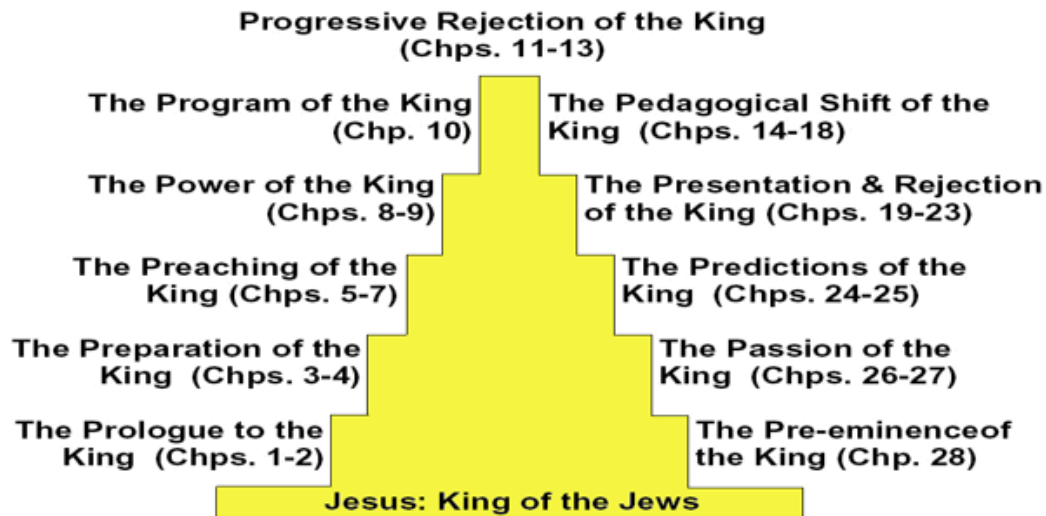 Progressive Rejection of the King
(Chps. 11-13)
The Program of the King
(Chp. 10)
The Pedagogical Shift of the
King (Chps. 14-18)
The Power of the King
(Chps. 8-9)
The Presentation & Rejection
of the King (Chps. 19-23)
The Preaching of the
King (Chps. 5-7)
The Predictions of the
King (Chps. 24-25)
The Preparation of the
King (Chps. 3-4)
The Passion of the
King (Chps. 26-27)
The Prologue to the
King (Chps. 1-2)
The Pre-eminenceof
the King (Chp. 28)
Jesus: King of the Jews